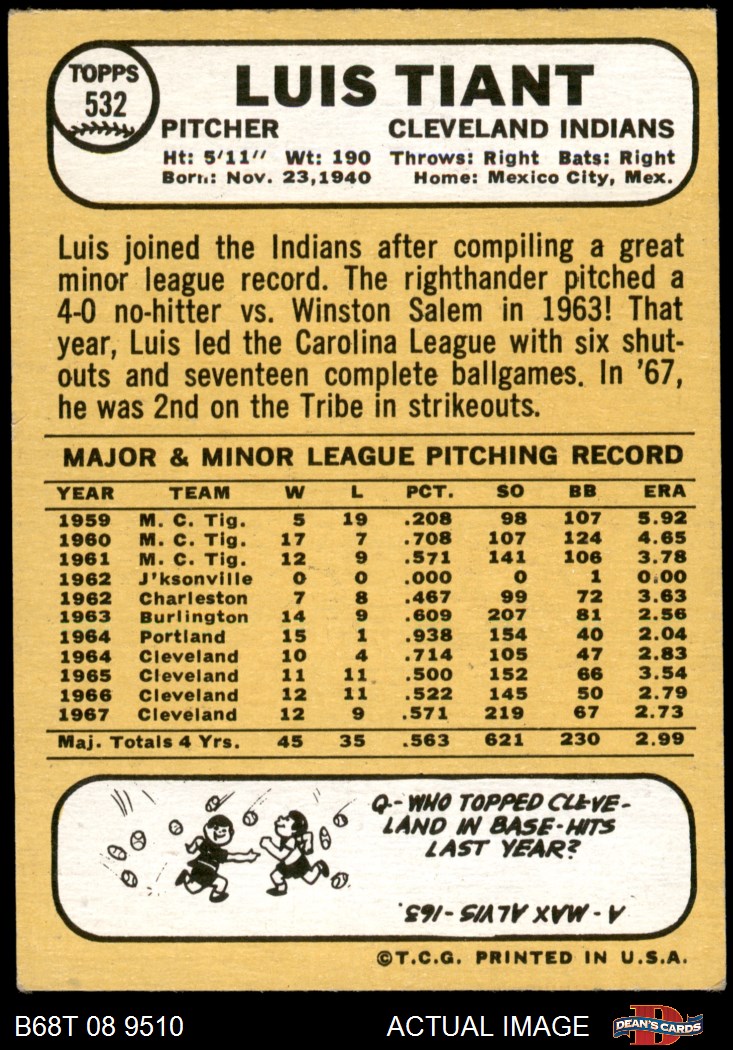 TOPPS
532
LUIS TIANT
PITCHER CLEVELAND INDIANS
Ht: 5'11" Wt: 190 Throws: Right Bats: Right
Born: Nov. 23,1940 Home: Mexico City, Mex.
Luis joined the Indians after compiling a great
minor league record. The righthander pitched a
4-0 no-hitter vs. Winston Salem in 1963! That
year, Luis led the Carolina League with six shut-
outs and seventeen complete ballgames. In '67,
he was 2nd on the Tribe in strikeouts.
MAJOR & MINOR LEAGUE PITCHING RECORD
YEAR TEAM W L PCT. SO BB ERA
1959 M. C. Tig. 5 19 .208 98 107 5.92
1960 M. C. Tig. 17 7 .708 107 124 4.65
1961 M. C. Tig. 12 9 .571 141 106 3.78
1962 J'ksonville 0 0 .000 0 1 0.00
1962 Charleston 7 8 .467 99 72 3.63
1963 Burlington 14 9 .609 207 81 2.56
1964 Portland 15 1 .938 154 40 2.04
1964 Cleveland 10 4 .714 105 47 2.83
1965 Cleveland 11 11 .500 152 66 3.54
1966 Cleveland 12 11 .522 145 50 2.79
1967 Cleveland 12 9 .571 219 67 2.73
Maj. Totals 4 Yrs. 45 35 .563 621 230 2.99
Q-WHO TOPPED CLEVE-
LAND IN BASE-HITS
LAST YEAR?
A - MAX ALVIS -163.
©T.C.G. PRINTED IN U.S.A.
B68T 08 9510 ACTUAL IMAGE DEAN'S CARDS